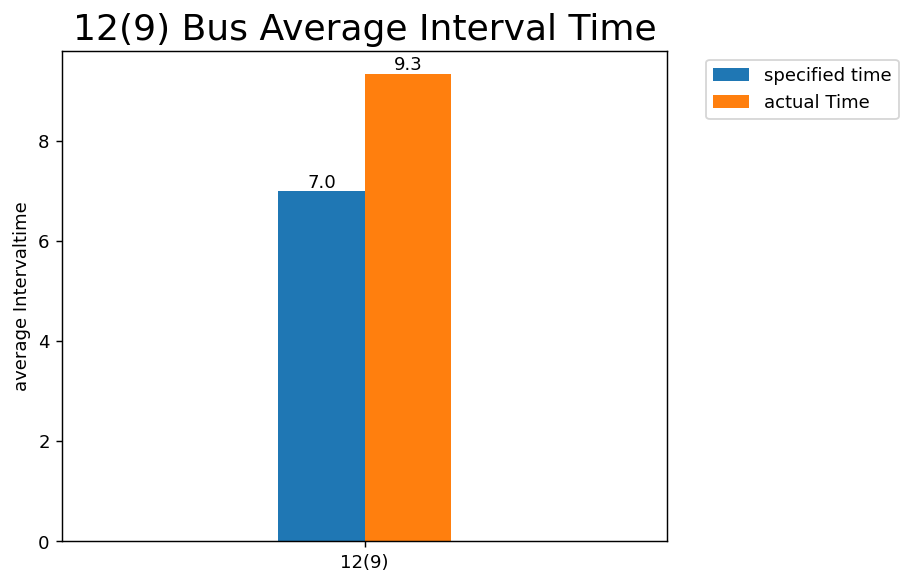 12(9) Bus Average Interval Time
specified time
actual Time
9.3
7.0
average Intervaltime
8
6
4
2
0
12(9)